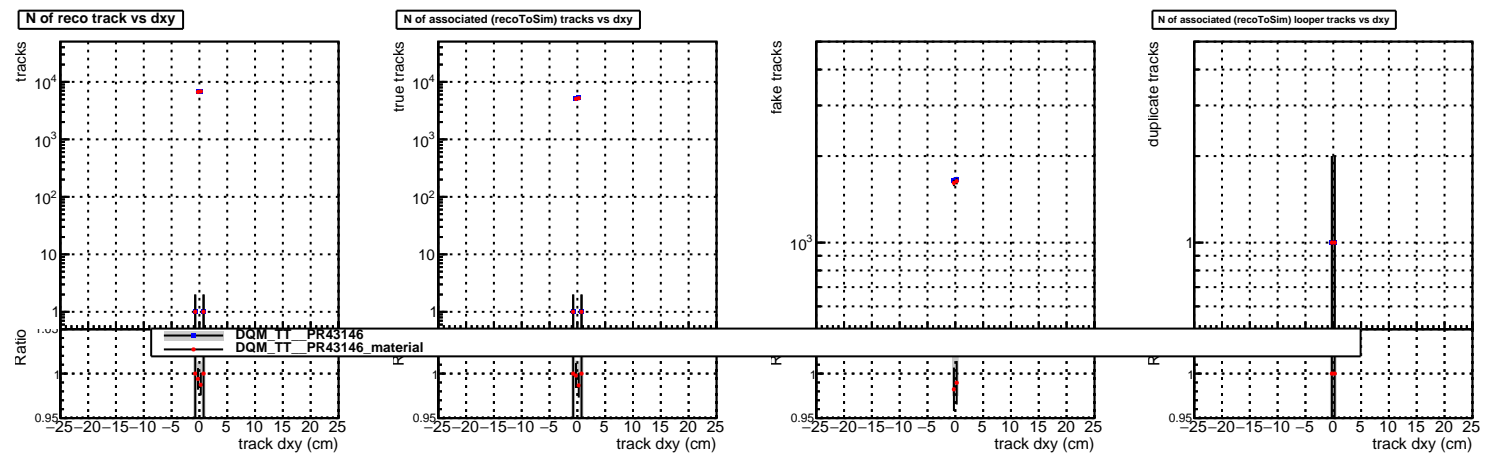 N of reco track vs dxy
tracks
10⁴
10³
10²
10
1
Ratio
1
0.95
−25−20−15−10−5 0 5 10 15 20 25
track dxy (cm)
N of associated (recoToSim) tracks vs dxy
true tracks
10⁴
10³
10²
10
1
1
0.95
−25−20−15−10−5 0 5 10 15 20 25
track dxy (cm)
fake tracks
10³
1
0.95
−25−20−15−10−5 0 5 10 15 20 25
track dxy (cm)
N of associated (recoToSim) looper tracks vs dxy
duplicate tracks
1
1
0.95
−25−20−15−10−5 0 5 10 15 20 25
track dxy (cm)
DQM_TT__PR43146
DQM_TT__PR43146_material